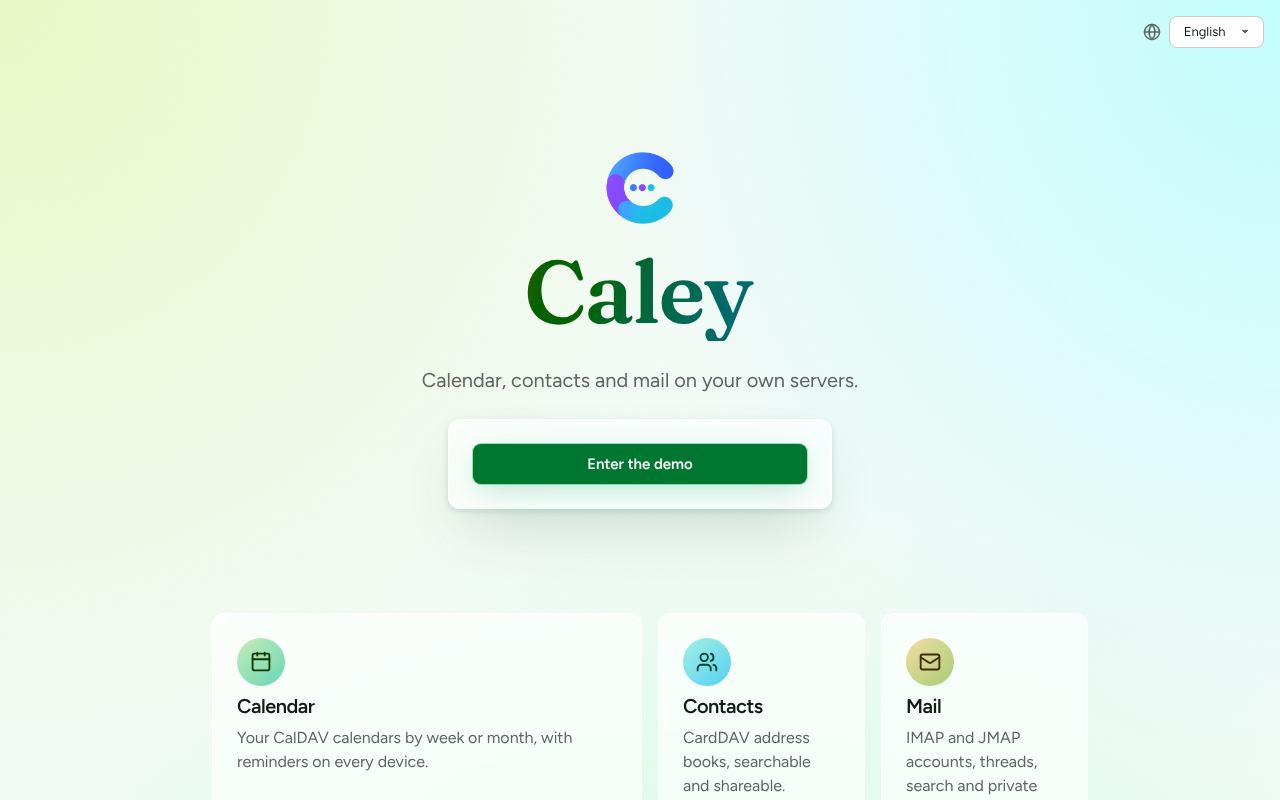 English
Caley
Calendar, contacts and mail on your own servers.
Enter the demo
Calendar
Your CalDAV calendars by week or month, with
reminders on every device.
Contacts
CardDAV address
books, searchable
and shareable.
Mail
IMAP and JMAP
accounts, threads,
search and private